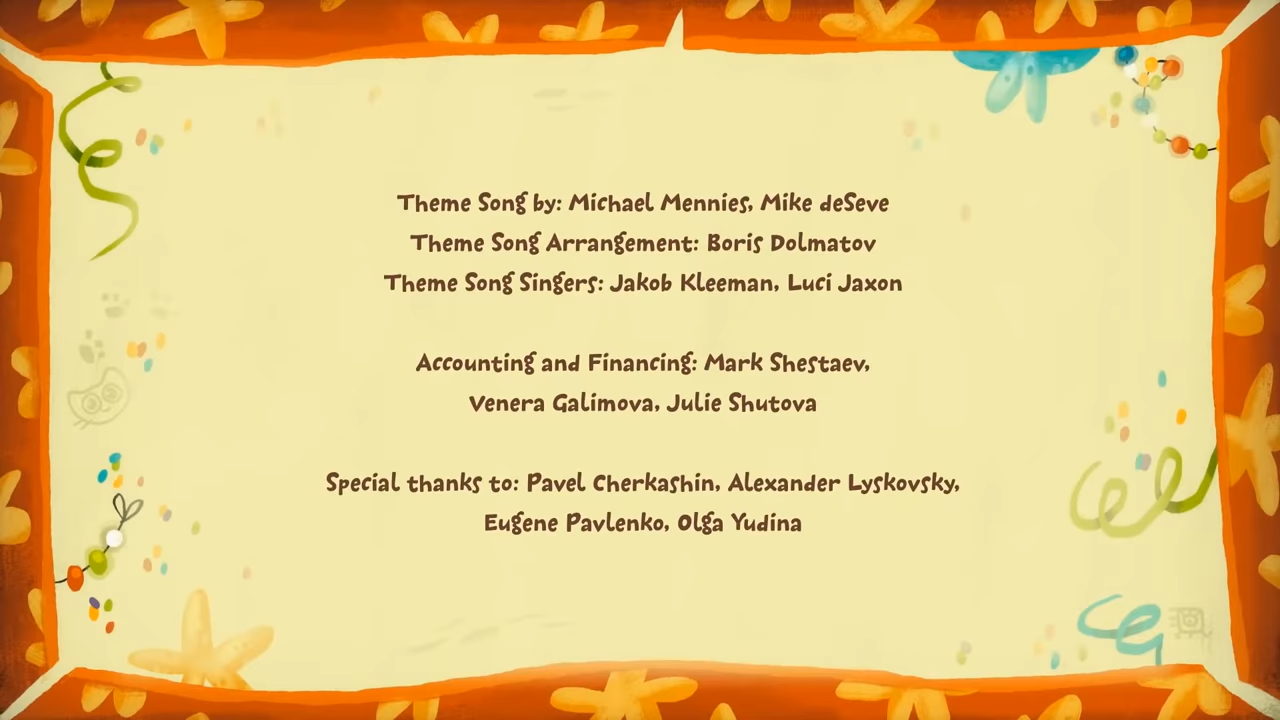 Theme Song by: Michael Mennies, Mike deSeve
Theme Song Arrangement: Boris Dolmatov
Theme Song Singers: Jakob Kleeman, Luci Jaxon
Accounting and Financing: Mark Shestaev,
Venera Galimova, Julie Shutova
Special thanks to: Pavel Cherkashin, Alexander Lyskovsky,
Eugene Pavlenko, Olga Yudina